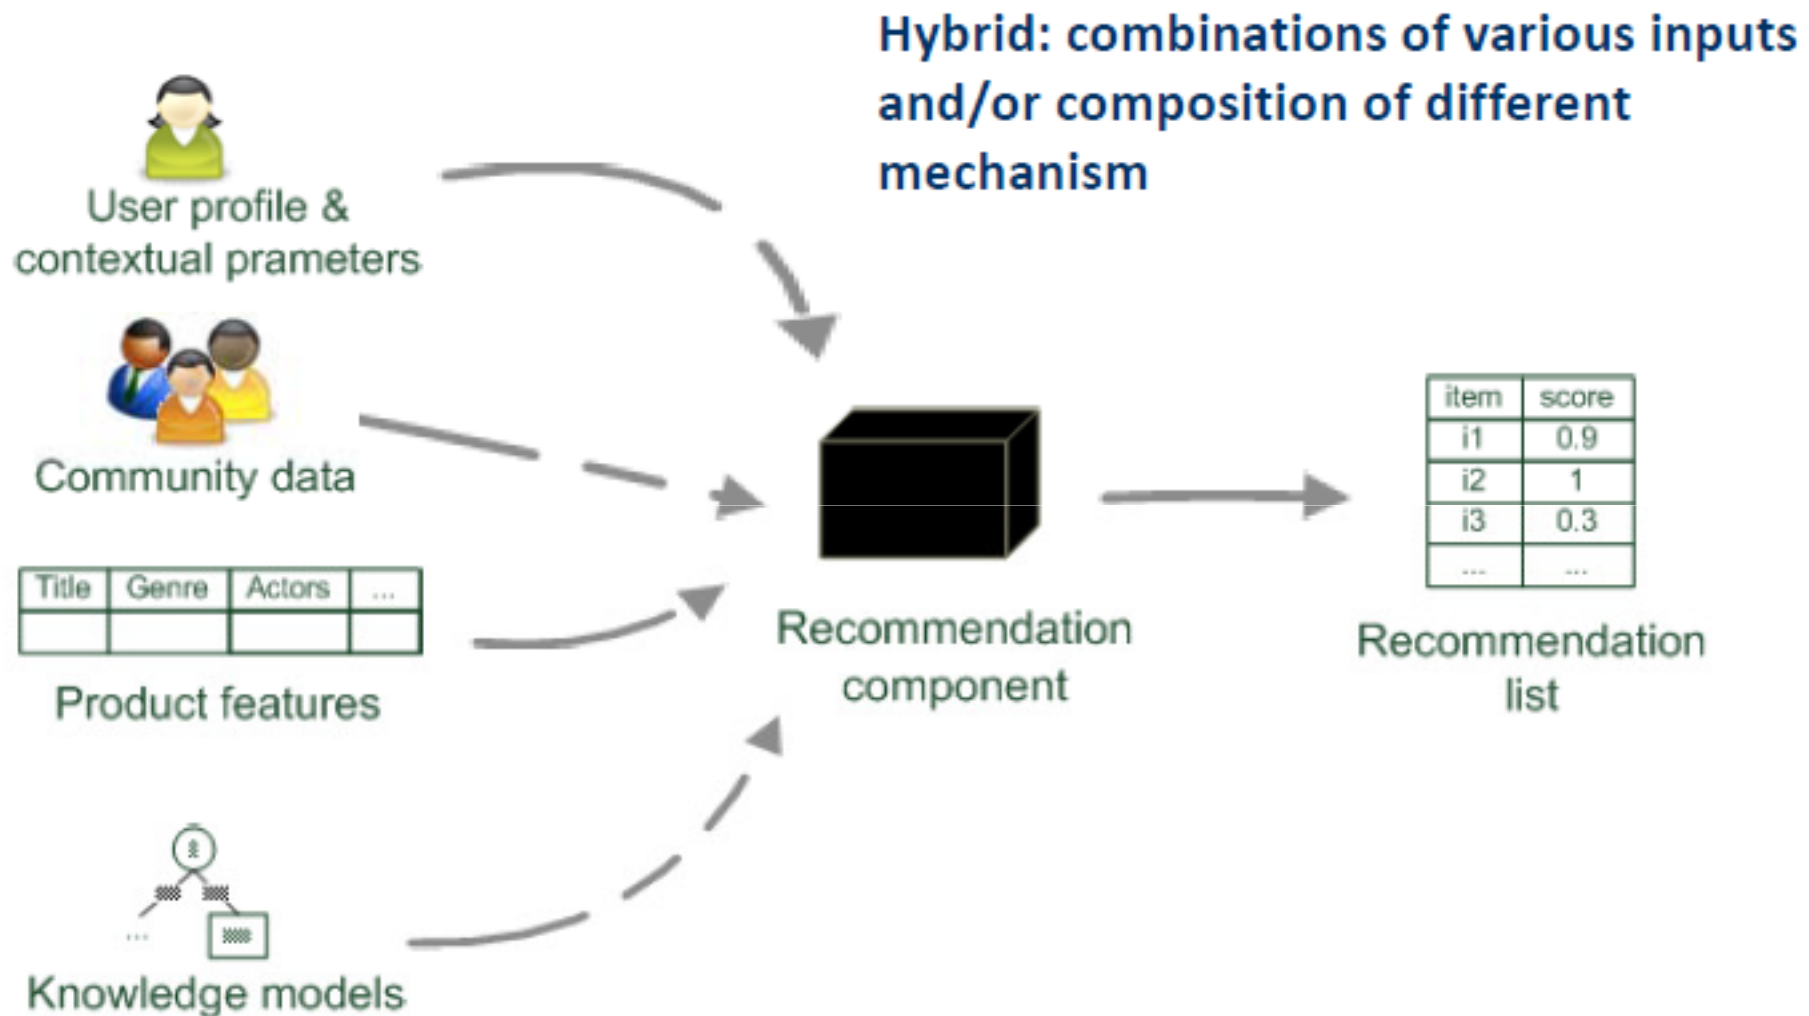 Hybrid: combinations of various inputs
and/or composition of different
mechanism
User profile &
contextual prameters
Community data
Title Genre Actors ...
Product features
Knowledge models
...
Recommendation
component
item score
i1 0.9
i2 1
i3 0.3
... ...
Recommendation
list